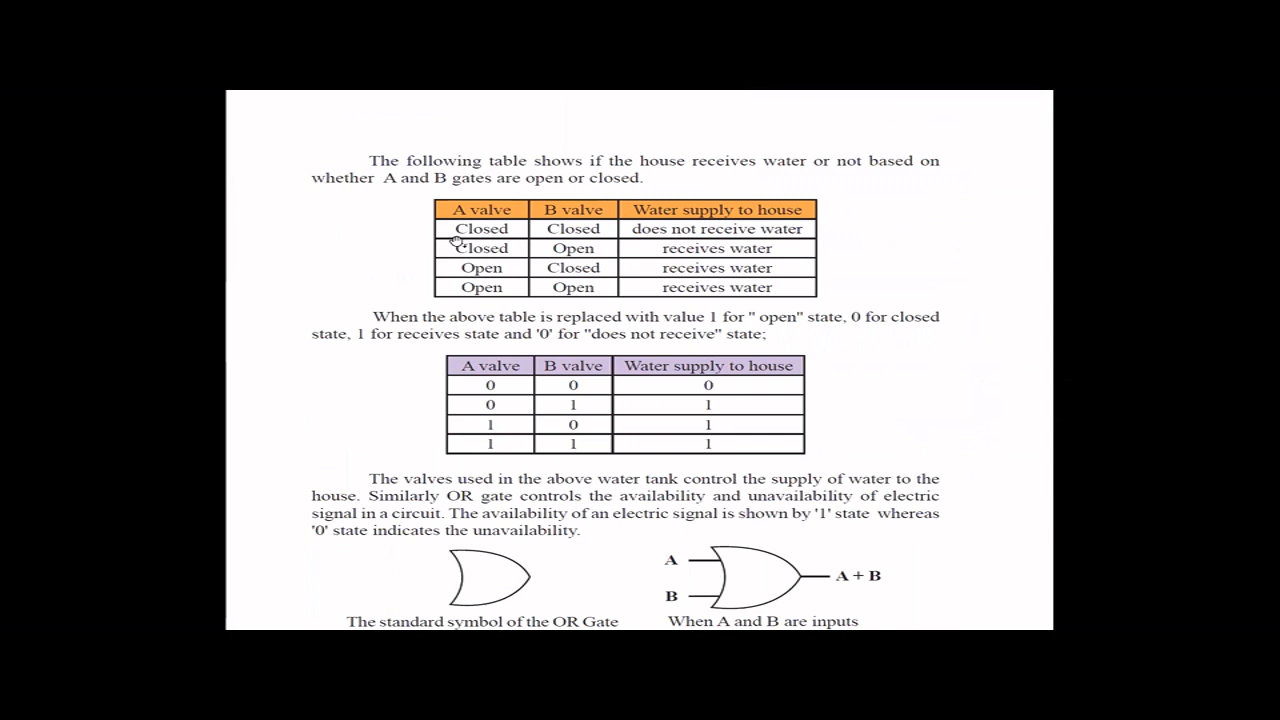 The following table shows if the house receives water or not based on
whether A and B gates are open or closed.
A valve B valve Water supply to house
Closed Closed does not receive water
Closed Open receives water
Open Closed receives water
Open Open receives water
When the above table is replaced with value 1 for " open" state, 0 for closed
state, 1 for receives state and '0' for "does not receive" state;
A valve B valve Water supply to house
0 0 0
0 1 1
1 0 1
1 1 1
The valves used in the above water tank control the supply of water to the
house. Similarly OR gate controls the availability and unavailability of electric
signal in a circuit. The availability of an electric signal is shown by '1' state whereas
'0' state indicates the unavailability.
A
B
A + B
The standard symbol of the OR Gate
When A and B are inputs